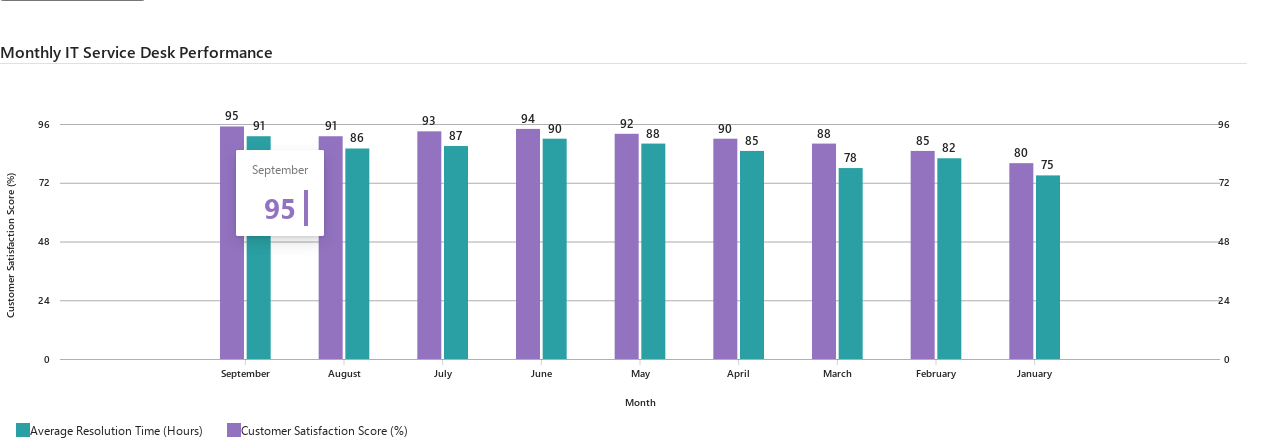 Monthly IT Service Desk Performance
95 91 91 86 93 87 94 90 92 88 90 85 88 78 85 82 80 75
96 96
September
95
72 72
48 48
24 24
0 0
Customer Satisfaction Score (%)
September August July June May April March February January
Month
Average Resolution Time (Hours) Customer Satisfaction Score (%)